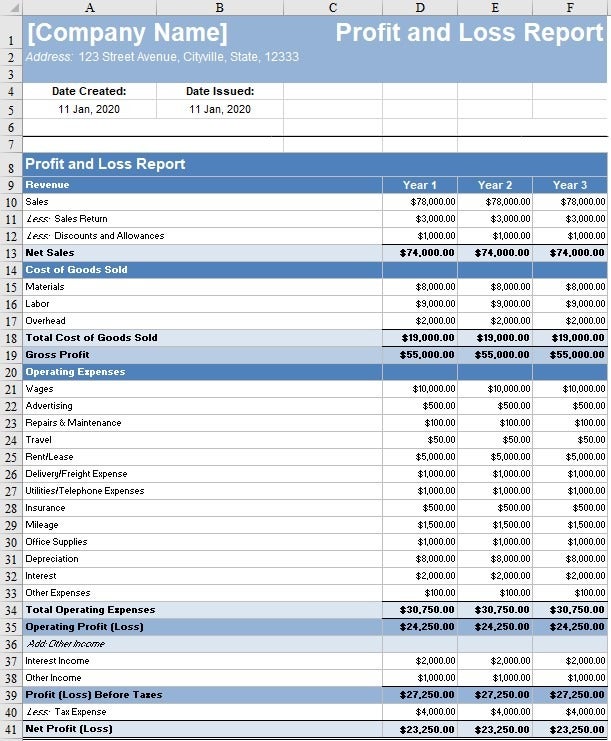 A B C D E F
1 [Company Name] Profit and Loss Report
2 Address: 123 Street Avenue, Cityville, State, 12333
3
4 Date Created: Date Issued:
5 11 Jan, 2020 11 Jan, 2020
6
7
8 Profit and Loss Report
9 Revenue Year 1 Year 2 Year 3
10 Sales $78,000.00 $78,000.00 $78,000.00
11 Less: Sales Return $3,000.00 $3,000.00 $3,000.00
12 Less: Discounts and Allowances $1,000.00 $1,000.00 $1,000.00
13 Net Sales $74,000.00 $74,000.00 $74,000.00
14 Cost of Goods Sold
15 Materials $8,000.00 $8,000.00 $8,000.00
16 Labor $9,000.00 $9,000.00 $9,000.00
17 Overhead $2,000.00 $2,000.00 $2,000.00
18 Total Cost of Goods Sold $19,000.00 $19,000.00 $19,000.00
19 Gross Profit $55,000.00 $55,000.00 $55,000.00
20 Operating Expenses
21 Wages $10,000.00 $10,000.00 $10,000.00
22 Advertising $500.00 $500.00 $500.00
23 Repairs & Maintenance $100.00 $100.00 $100.00
24 Travel $50.00 $50.00 $50.00
25 Rent/Lease $5,000.00 $5,000.00 $5,000.00
26 Delivery/Freight Expense $1,000.00 $1,000.00 $1,000.00
27 Utilities/Telephone Expenses $1,000.00 $1,000.00 $1,000.00
28 Insurance $500.00 $500.00 $500.00
29 Mileage $1,500.00 $1,500.00 $1,500.00
30 Office Supplies $1,000.00 $1,000.00 $1,000.00
31 Depreciation $8,000.00 $8,000.00 $8,000.00
32 Interest $2,000.00 $2,000.00 $2,000.00
33 Other Expenses $100.00 $100.00 $100.00
34 Total Operating Expenses $30,750.00 $30,750.00 $30,750.00
35 Operating Profit (Loss) $24,250.00 $24,250.00 $24,250.00
36 Add: Other Income
37 Interest Income $2,000.00 $2,000.00 $2,000.00
38 Other Income $1,000.00 $1,000.00 $1,000.00
39 Profit (Loss) Before Taxes $27,250.00 $27,250.00 $27,250.00
40 Less: Tax Expense $4,000.00 $4,000.00 $4,000.00
41 Net Profit (Loss) $23,250.00 $23,250.00 $23,250.00